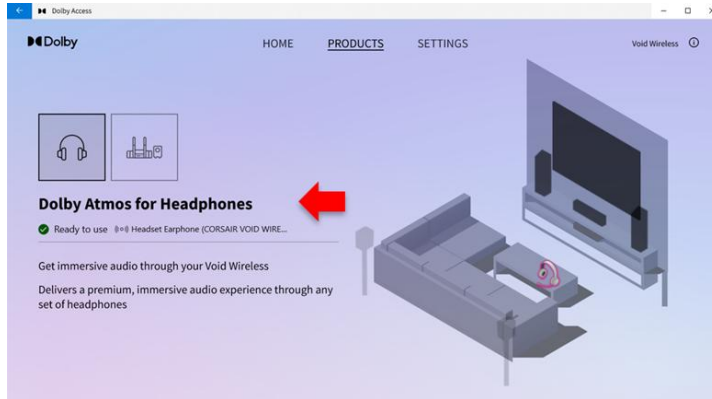 Dolby Access
Dolby
HOME PRODUCTS SETTINGS
Void Wireless
Dolby Atmos for Headphones
Ready to use Headset Earphone (CORSAIR VOID WIRE...
Get immersive audio through your Void Wireless
Delivers a premium, immersive audio experience through any
set of headphones